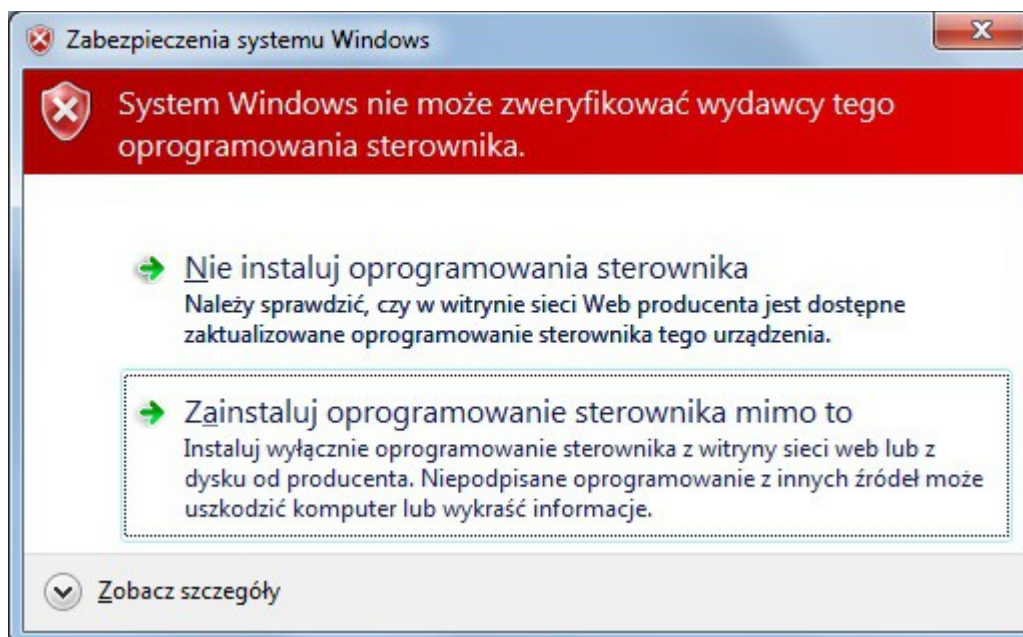 Zabezpieczenia systemu Windows
System Windows nie może zweryfikować wydawcy tego
oprogramowania sterownika.
Nie instaluj oprogramowania sterownika
Należy sprawdzić, czy w witrynie sieci Web producenta jest dostępne
zaktualizowane oprogramowanie sterownika tego urządzenia.
Zainstaluj oprogramowanie sterownika mimo to
Instaluj wyłącznie oprogramowanie sterownika z witryny sieci web lub z
dysku od producenta. Niepodpisane oprogramowanie z innych źródeł może
uszkodzić komputer lub wykraść informacje.
Zobacz szczegóły